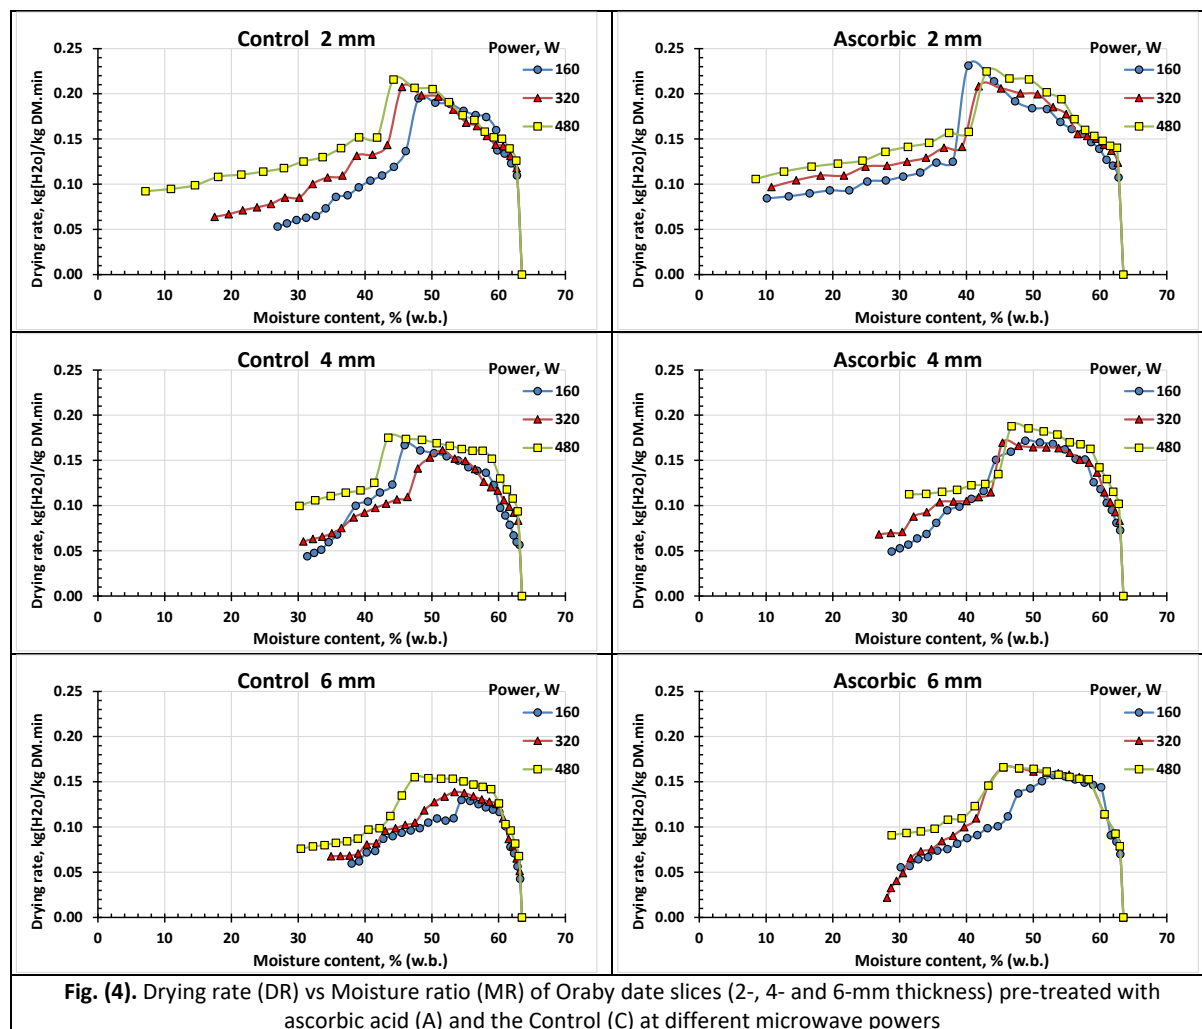 Control 2 mm
Power, W
160
320
480
Drying rate, kg[H2o]/kg DM.min
0.25
0.20
0.15
0.10
0.05
0.00
0 10 20 30 40 50 60 70
Moisture content, % (w.b.)
Ascorbic 2 mm
Power, W
160
320
480
Drying rate, kg[H2o]/kg DM.min
0.25
0.20
0.15
0.10
0.05
0.00
0 10 20 30 40 50 60 70
Moisture content, % (w.b.)
Control 4 mm
Power, W
160
320
480
Drying rate, kg[H2o]/kg DM.min
0.25
0.20
0.15
0.10
0.05
0.00
0 10 20 30 40 50 60 70
Moisture content, % (w.b.)
Ascorbic 4 mm
Power, W
160
320
480
Drying rate, kg[H2o]/kg DM.min
0.25
0.20
0.15
0.10
0.05
0.00
0 10 20 30 40 50 60 70
Moisture content, % (w.b.)
Control 6 mm
Power, W
160
320
480
Drying rate, kg[H2o]/kg DM.min
0.25
0.20
0.15
0.10
0.05
0.00
0 10 20 30 40 50 60 70
Moisture content, % (w.b.)
Ascorbic 6 mm
Power, W
160
320
480
Drying rate, kg[H2o]/kg DM.min
0.25
0.20
0.15
0.10
0.05
0.00
0 10 20 30 40 50 60 70
Moisture content, % (w.b.)
Fig. (4). Drying rate (DR) vs Moisture ratio (MR) of Oraby date slices (2-, 4- and 6-mm thickness) pre-treated with
ascorbic acid (A) and the Control (C) at different microwave powers